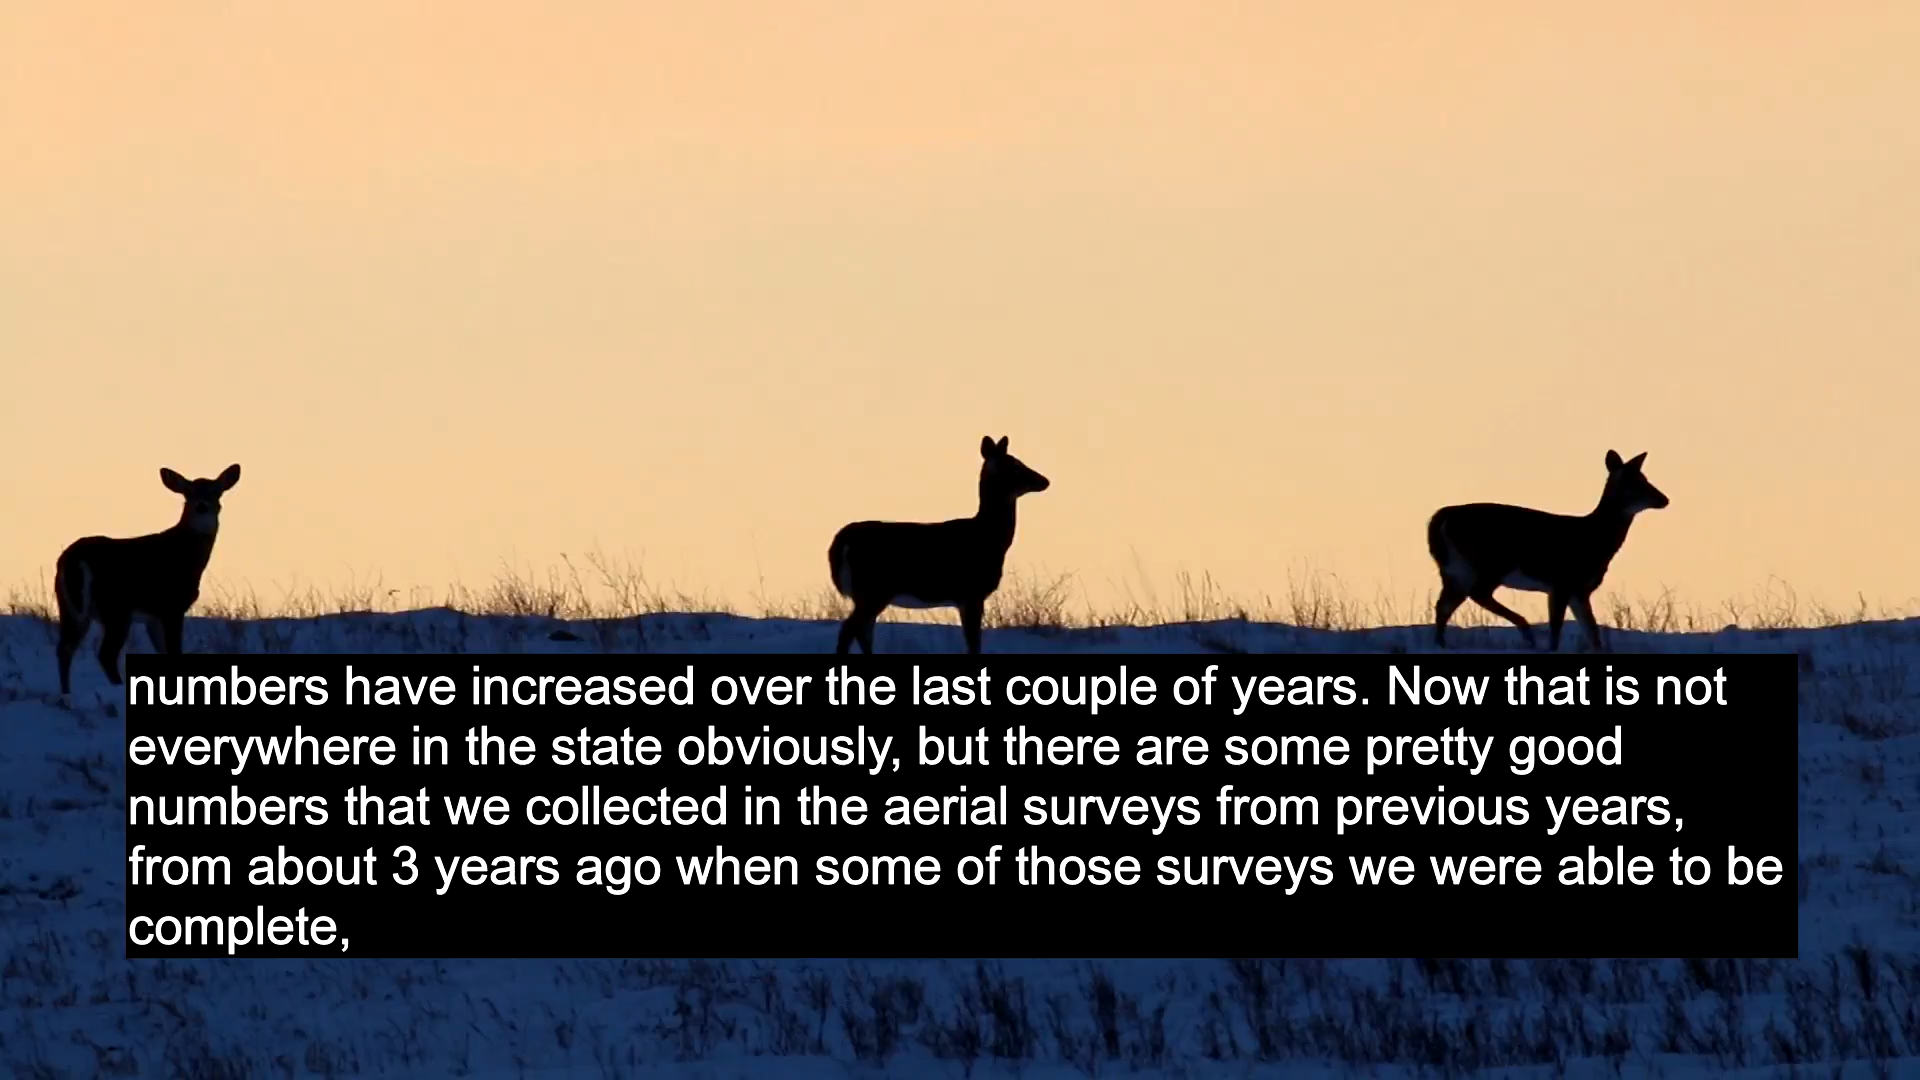 numbers have increased over the last couple of years. Now that is not
everywhere in the state obviously, but there are some pretty good
numbers that we collected in the aerial surveys from previous years,
from about 3 years ago when some of those surveys we were able to be
complete,